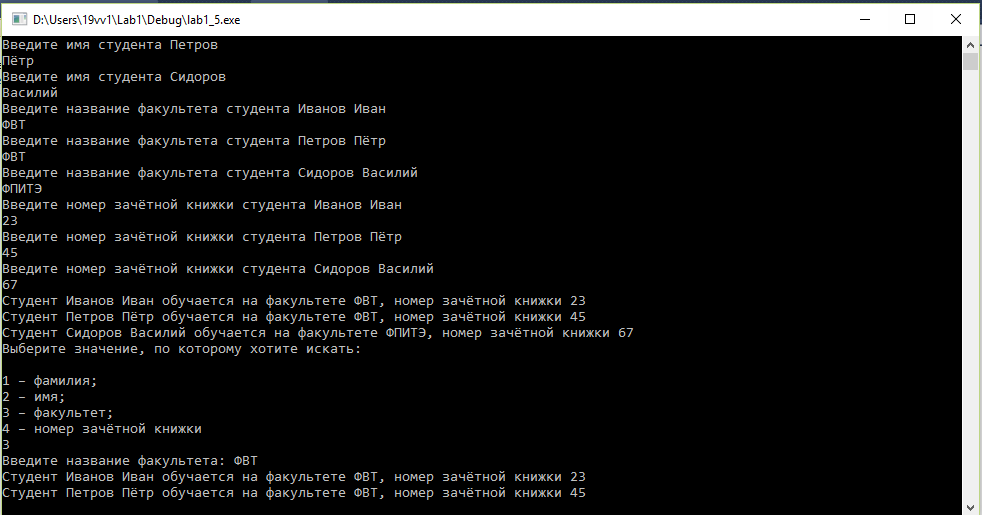 D:\Users\19vv1\Lab1\Debug\lab1_5.exe
Введите имя студента Петров
Пётр
Введите имя студента Сидоров
Василий
Введите название факультета студента Иванов Иван
ФВТ
Введите название факультета студента Петров Пётр
ФВТ
Введите название факультета студента Сидоров Василий
ФПИТЭ
Введите номер зачётной книжки студента Иванов Иван
23
Введите номер зачётной книжки студента Петров Пётр
45
Введите номер зачётной книжки студента Сидоров Василий
67
Студент Иванов Иван обучается на факультете ФВТ, номер зачётной книжки 23
Студент Петров Пётр обучается на факультете ФВТ, номер зачётной книжки 45
Студент Сидоров Василий обучается на факультете ФПИТЭ, номер зачётной книжки 67
Выберите значение, по которому хотите искать:
1 – фамилия;
2 – имя;
3 – факультет;
4 – номер зачётной книжки
3
Введите название факультета: ФВТ
Студент Иванов Иван обучается на факультете ФВТ, номер зачётной книжки 23
Студент Петров Пётр обучается на факультете ФВТ, номер зачётной книжки 45